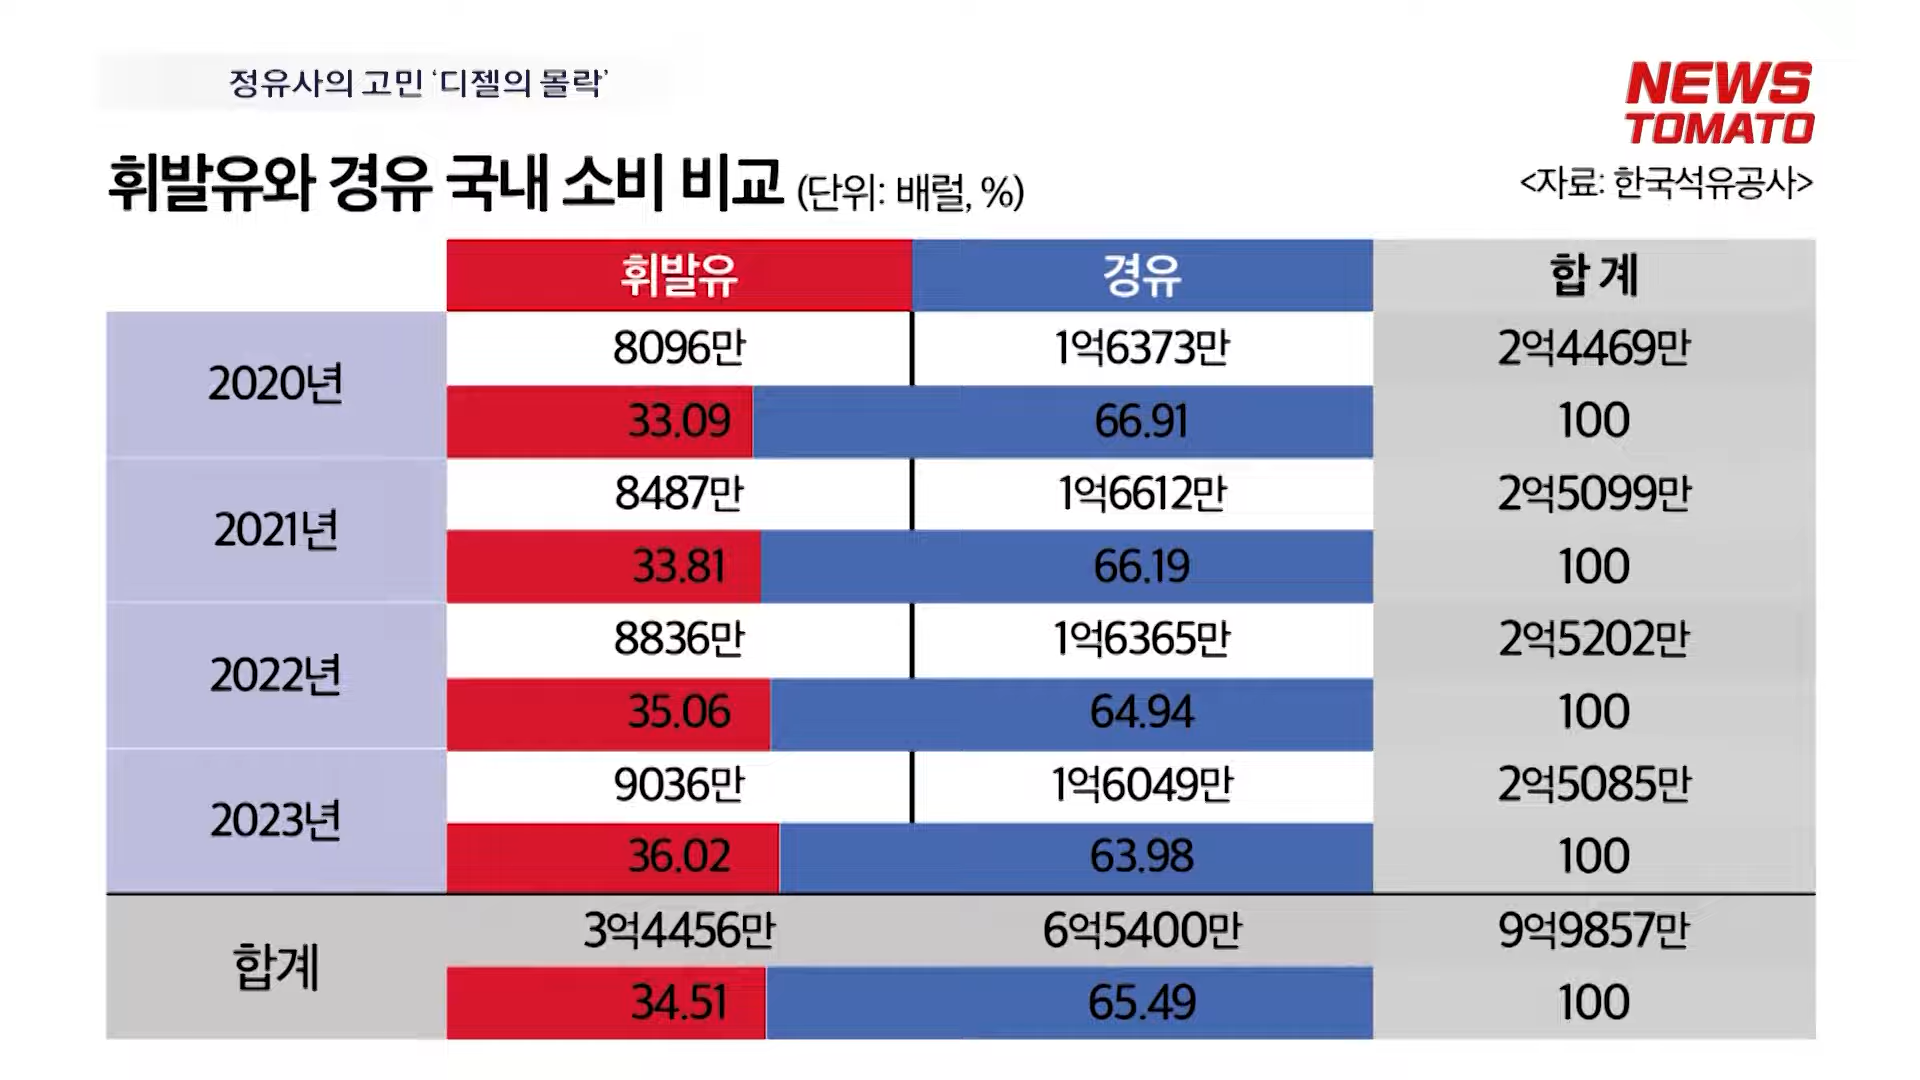 정유사의 고민 '디젤의 몰락'
NEWS
TOMATO
휘발유와 경유 국내 소비 비교 (단위: 배럴, %)
<자료: 한국석유공사>
휘발유 경유 합 계
2020년
8096만 1억6373만 2억4469만
33.09 66.91 100
2021년
8487만 1억6612만 2억5099만
33.81 66.19 100
2022년
8836만 1억6365만 2억5202만
35.06 64.94 100
2023년
9036만 1억6049만 2억5085만
36.02 63.98 100
합계
3억4456만 6억5400만 9억9857만
34.51 65.49 100